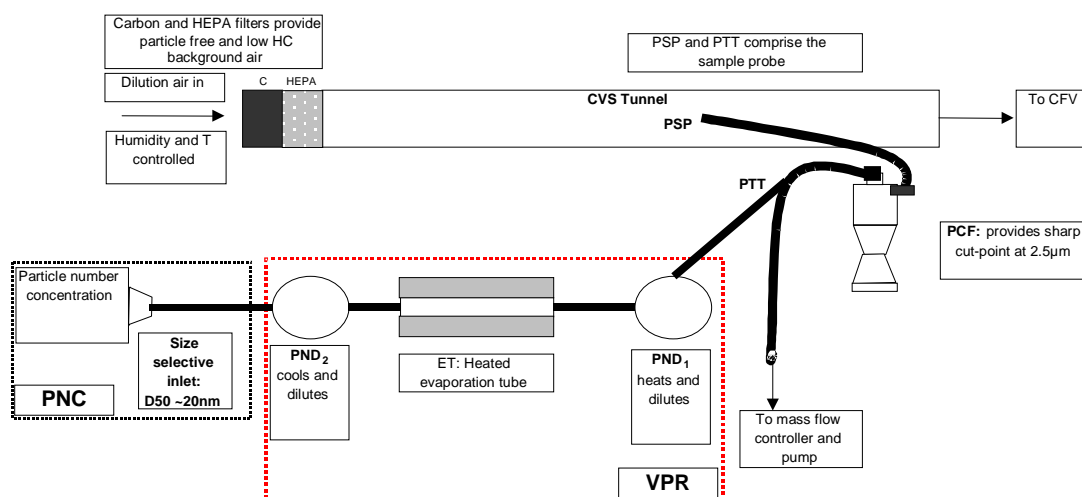 Carbon and HEPA filters provide
particle free and low HC
background air
PSP and PTT comprise the
sample probe
Dilution air in
C
HEPA
CVS Tunnel
PSP
To CFV
Humidity and T
controlled
PTT
PCF: provides sharp
cut-point at 2.5µm
Particle number
concentration
Size
selective
inlet:
D50 ~20nm
PNC
PND2
cools and
dilutes
ET: Heated
evaporation tube
PND1
heats and
dilutes
To mass flow
controller and
pump
VPR